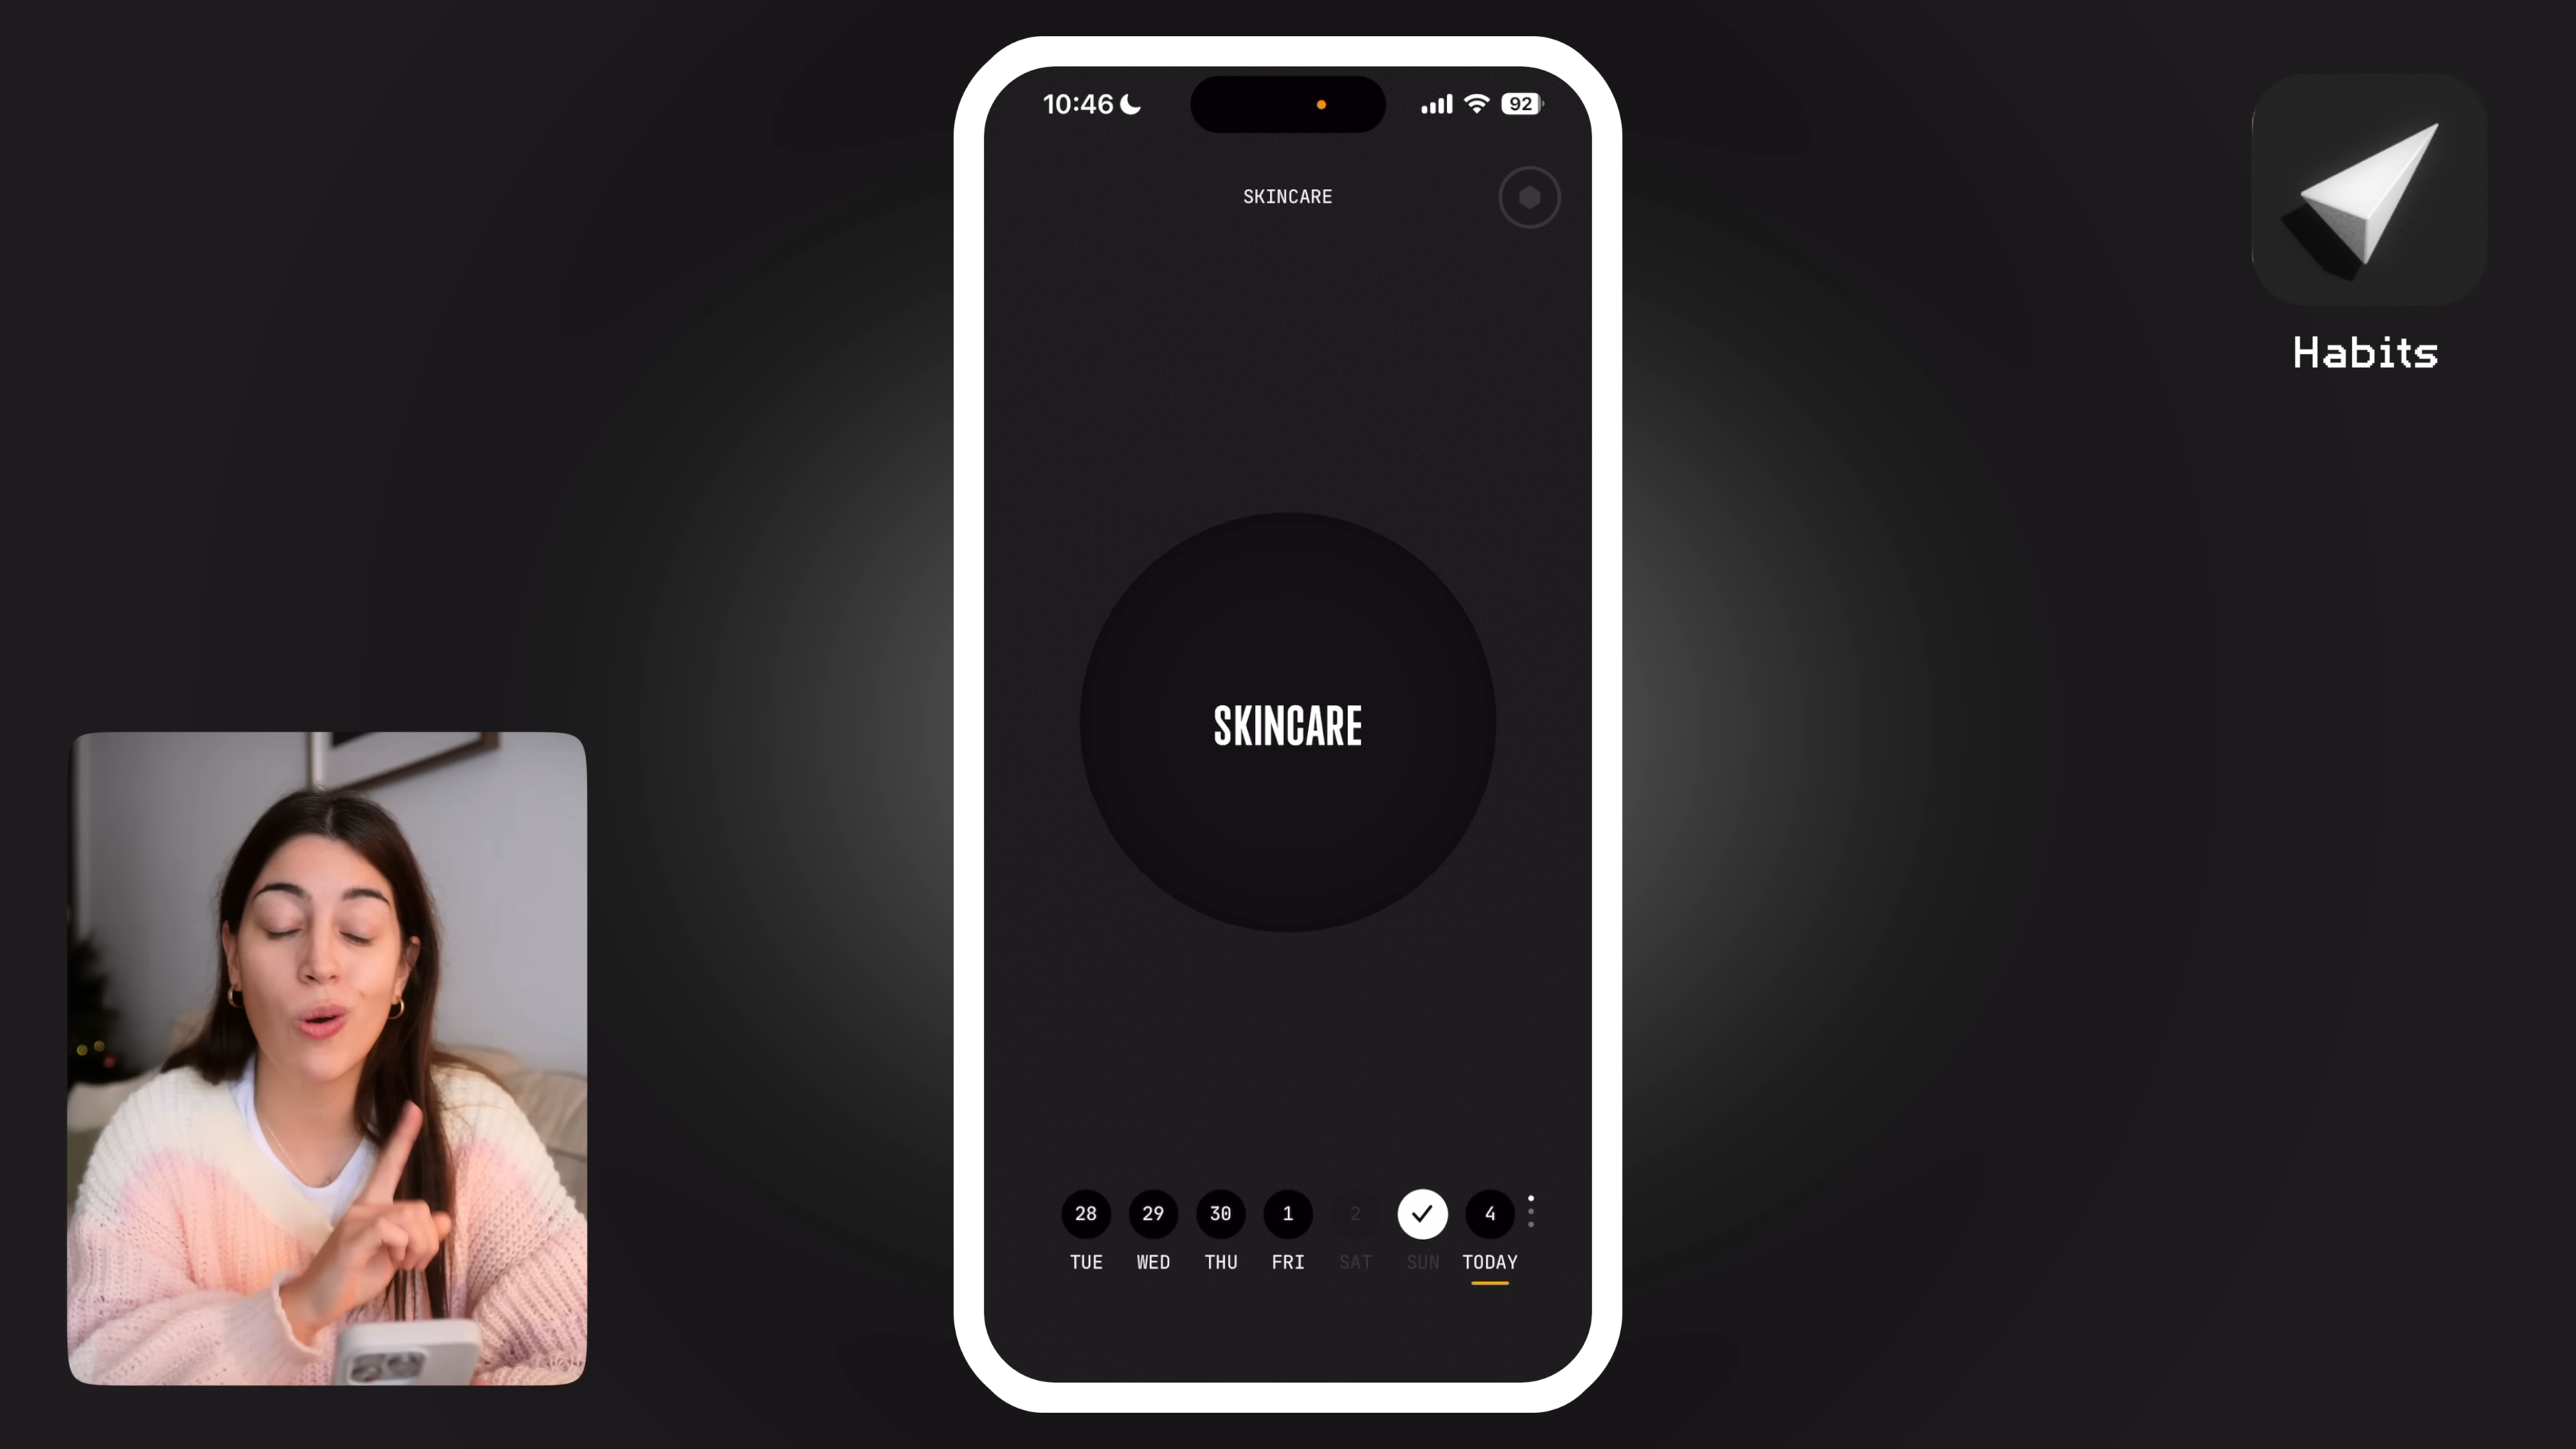 10:46
92
SKINCARE
Habits
SKINCARE
28 29 30 1 2 4
TUE WED THU FRI SAT SUN TODAY